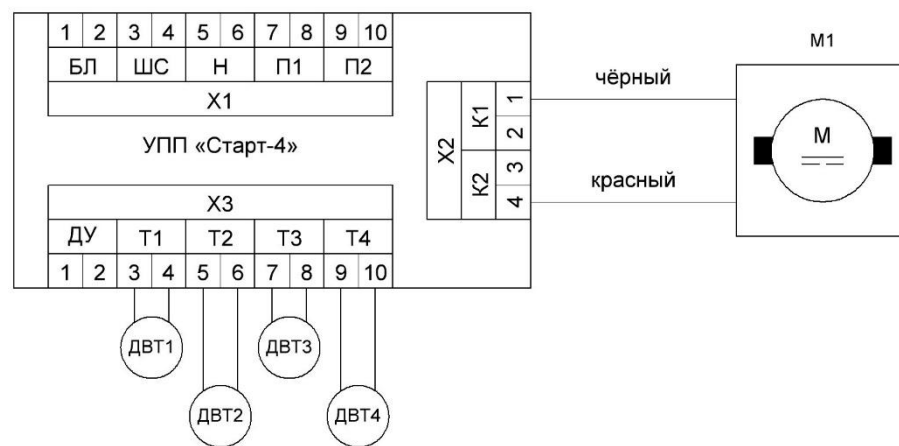 1 2 3 4 5 6 7 8 9 10
БЛ ШС Н П1 П2
Х1
УПП «Старт-4»
Х2
К1 К2
1 2 3 4
чёрный
красный
М1
М
Х3
ДУ Т1 Т2 Т3 Т4
1 2 3 4 5 6 7 8 9 10
ДВТ1 ДВТ3
ДВТ2 ДВТ4